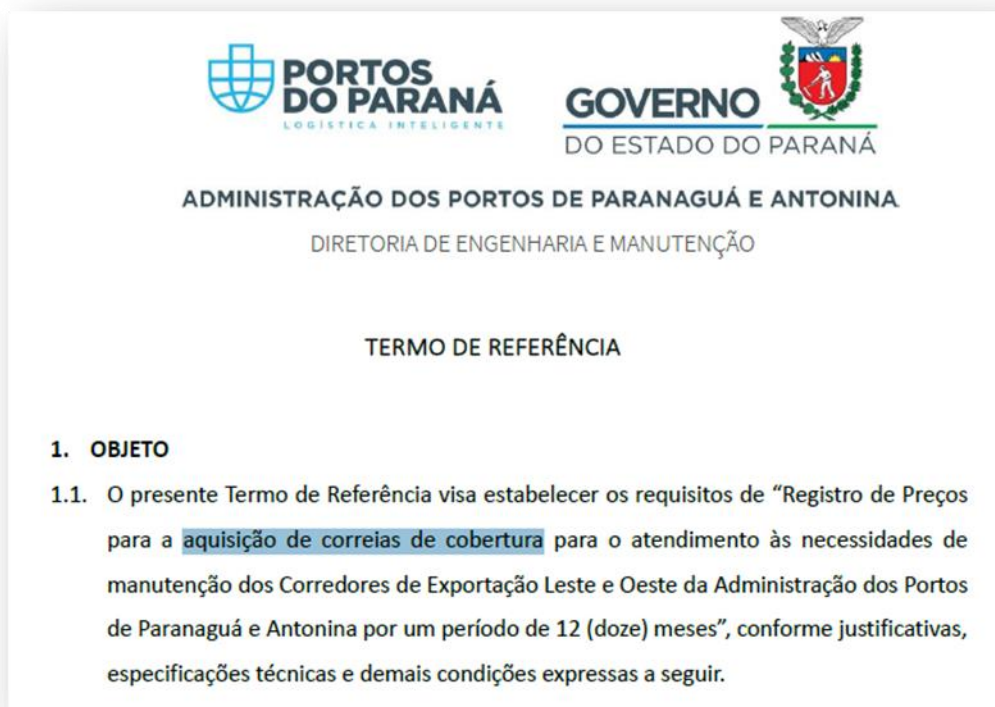 PORTOS
DO PARANÁ
LOGÍSTICA INTELIGENTE
GOVERNO
DO ESTADO DO PARANÁ
ADMINISTRAÇÃO DOS PORTOS DE PARANAGUÁ E ANTONINA
DIRETORIA DE ENGENHARIA E MANUTENÇÃO
TERMO DE REFERÊNCIA
1. OBJETO
1.1. O presente Termo de Referência visa estabelecer os requisitos de “Registro de Preços
para a aquisição de correias de cobertura para o atendimento às necessidades de
manutenção dos Corredores de Exportação Leste e Oeste da Administração dos Portos
de Paranaguá e Antonina por um período de 12 (doze) meses”, conforme justificativas,
especificações técnicas e demais condições expressas a seguir.